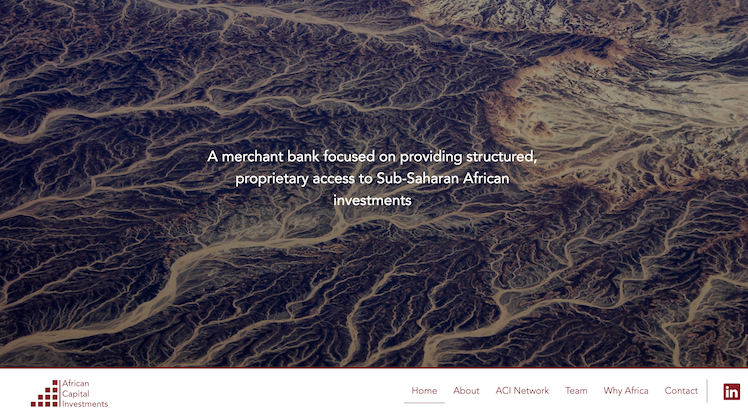 A merchant bank focused on providing structured,
proprietary access to Sub-Saharan African
investments
African
Capital
Investments
Home About ACI Network Team Why Africa Contact
in